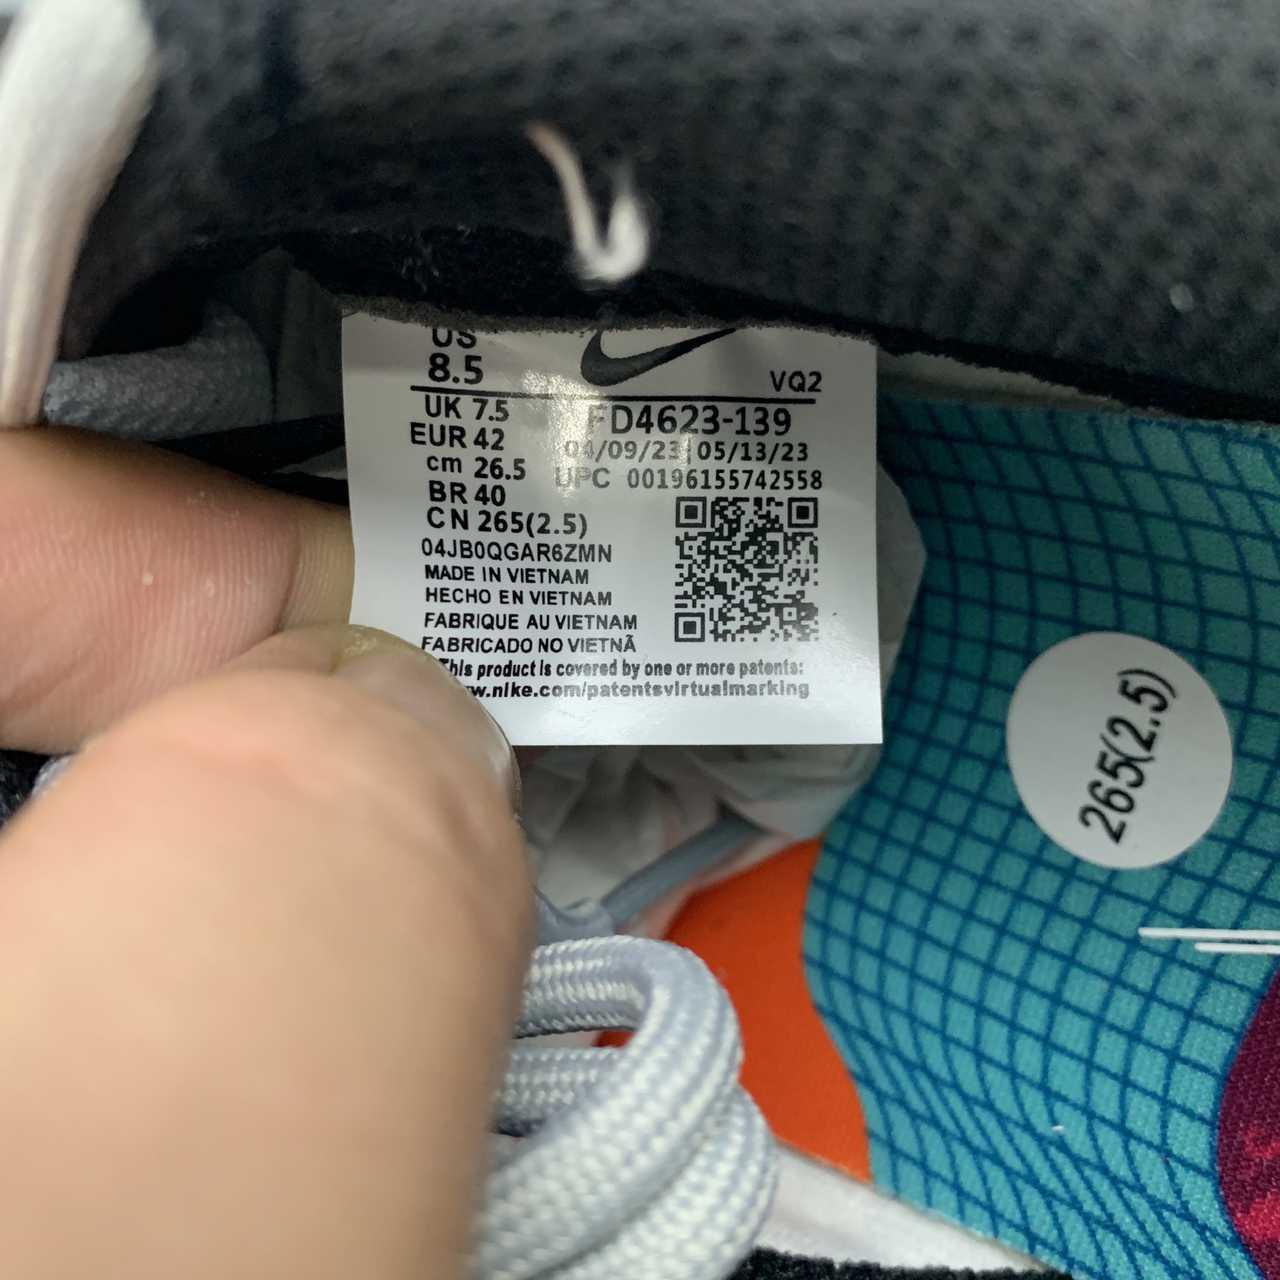 US
8.5
VQ2
UK 7.5
EUR 42
cm 26.5
BR 40
CN 265(2.5)
FD4623-139
04/09/23 05/13/23
UPC 00196155742558
04JB0QGAR6ZMN
MADE IN VIETNAM
HECHO EN VIETNAM
FABRIQUE AU VIETNAM
FABRICADO NO VIETNÃ
This product is covered by one or more patents:
w.nike.com/patentsvirtualmarking
265(2.5)